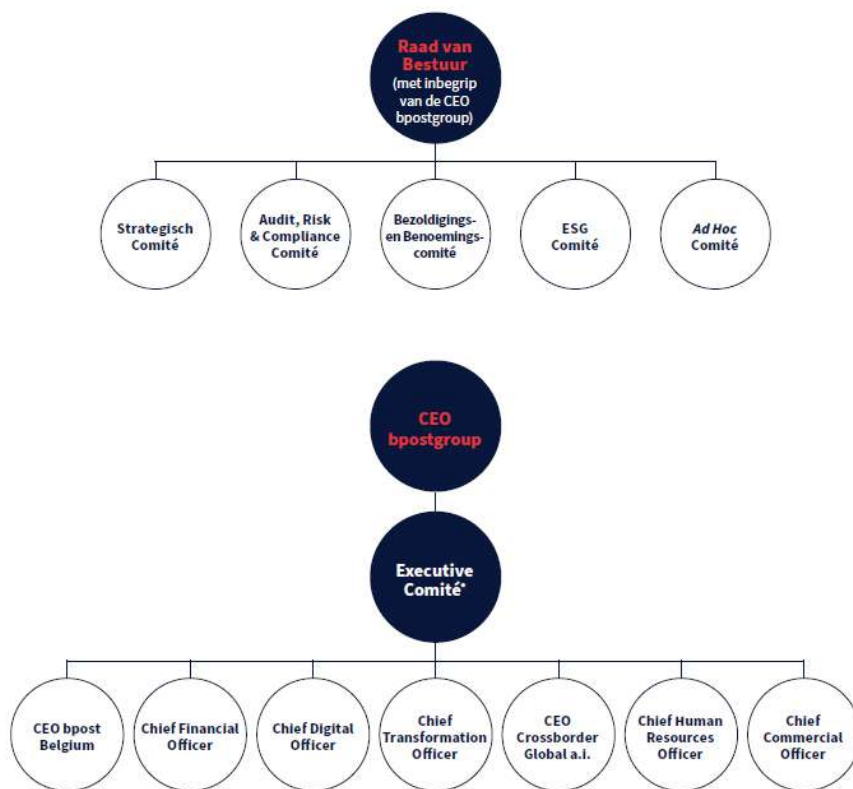 Raad van
Bestuur
(met inbegrip
van de CEO
bpostgroup)
Strategisch
Comité
Audit, Risk
& Compliance
Comité
Bezoldigings-
en Benoemings-
comité
ESG
Comité
Ad Hoc
Comité
CEO
bpostgroup
Executive
Comité*
CEO bpost
Belgium
Chief Financial
Officer
Chief Digital
Officer
Chief
Transformation
Officer
CEO
Crossborder
Global a.i.
Chief Human
Resources
Officer
Chief
Commercial
Officer